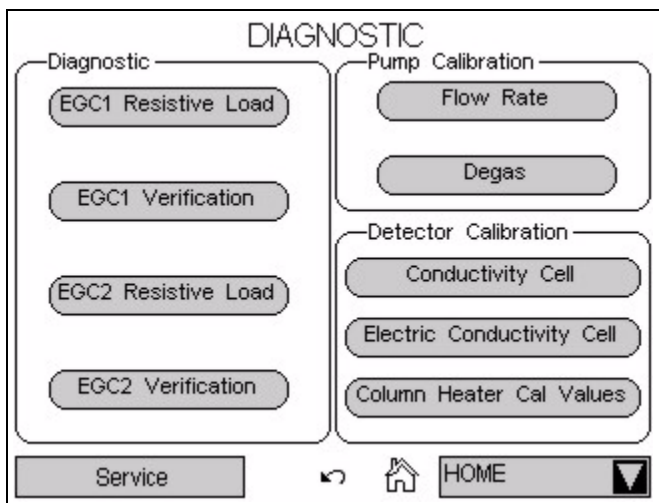 DIAGNOSTIC
Diagnostic
EGC1 Resistive Load
EGC1 Verification
EGC2 Resistive Load
EGC2 Verification
Pump Calibration
Flow Rate
Degas
Detector Calibration
Conductivity Cell
Electric Conductivity Cell
Column Heater Cal Values
Service
HOME